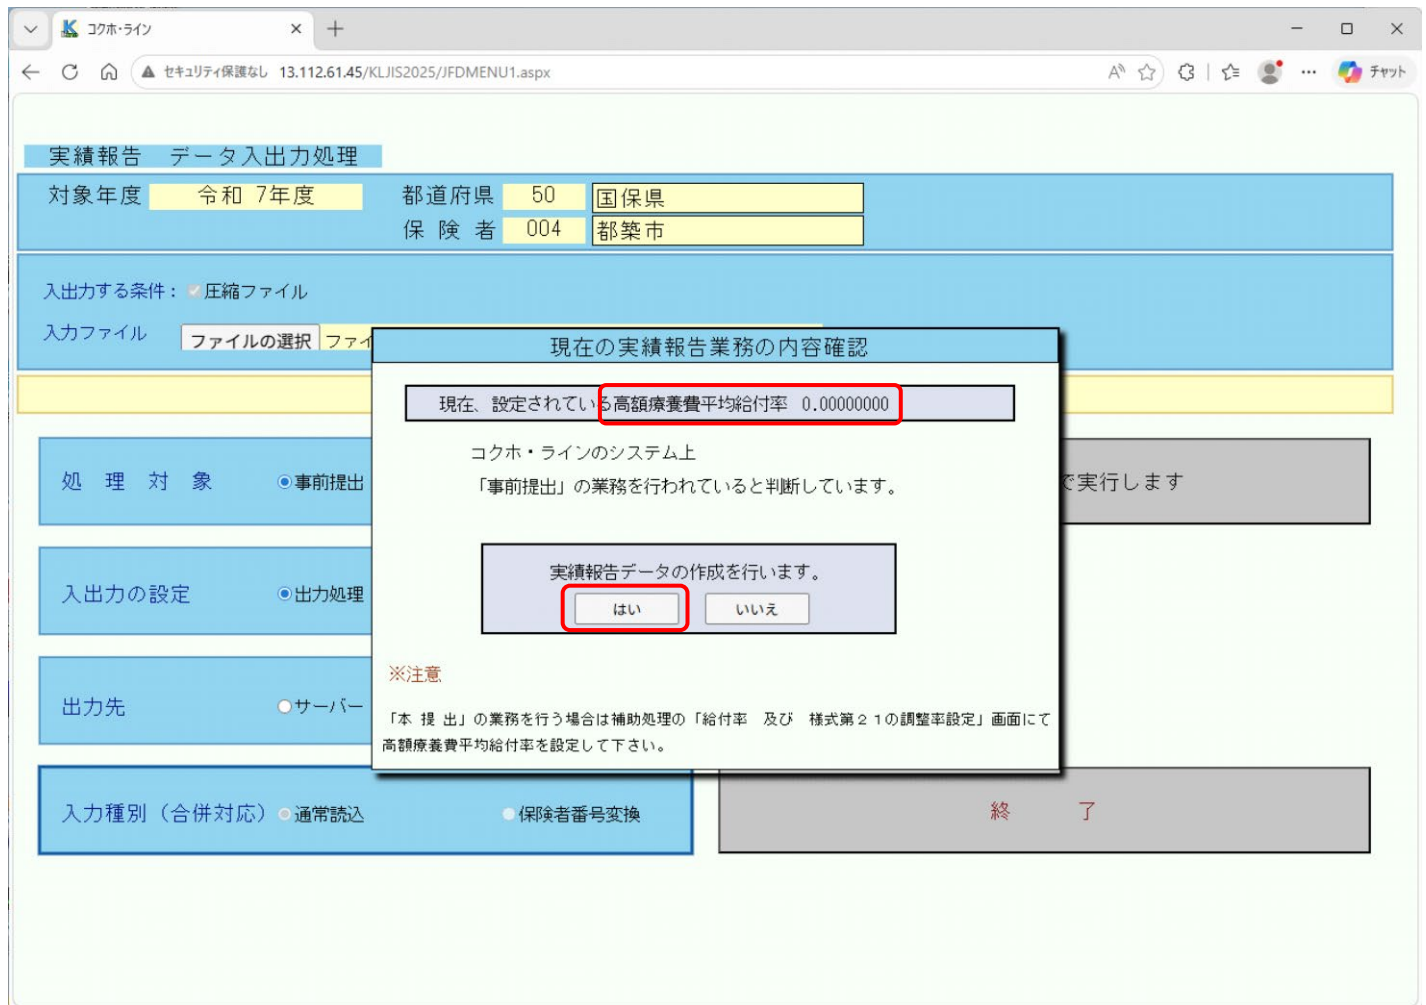 コクホ・ライン
セキュリティ保護なし 13.112.61.45/KLJIS2025/JFDMENU1.aspx
チャット
実績報告 データ入出力処理
対象年度 令和 7年度 都道府県 50 国保県
保険者 004 都築市
入出力する条件: 圧縮ファイル
入力ファイル ファイルの選択 ファイ
現在の実績報告業務の内容確認
現在、設定されている高額療養費平均給付率 0.00000000
コクホ・ラインのシステム上
「事前提出」の業務を行われていると判断しています。
処理対象 事前提出
で実行します
実績報告データの作成を行います。
はい いいえ
入出力の設定 出力処理
※注意
「本 提 出」の業務を行う場合は補助処理の「給付率 及び 様式第21の調整率設定」画面にて
高額療養費平均給付率を設定して下さい。
出力先 サーバー
入力種別(合併対応) 通常読込 保険者番号変換
終 了